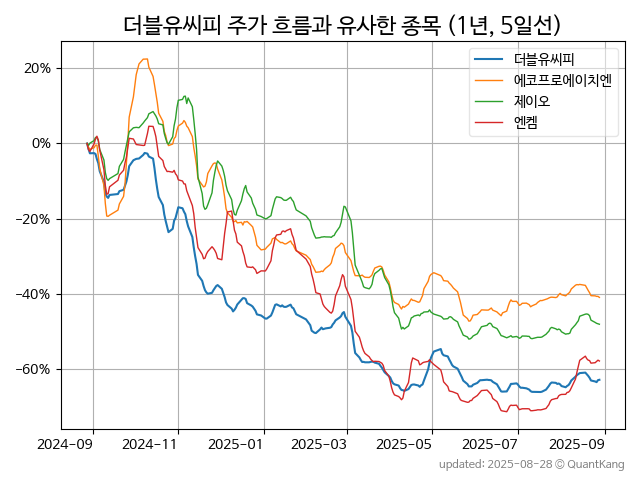 더블유씨피 주가 흐름과 유사한 종목 (1년, 5일선)
더블유씨피
에코프로에이치엔
제이오
엔켐
20%
0%
−20%
−40%
−60%
2024-09 2024-11 2025-01 2025-03 2025-05 2025-07 2025-09
updated: 2025-08-28 © QuantKang